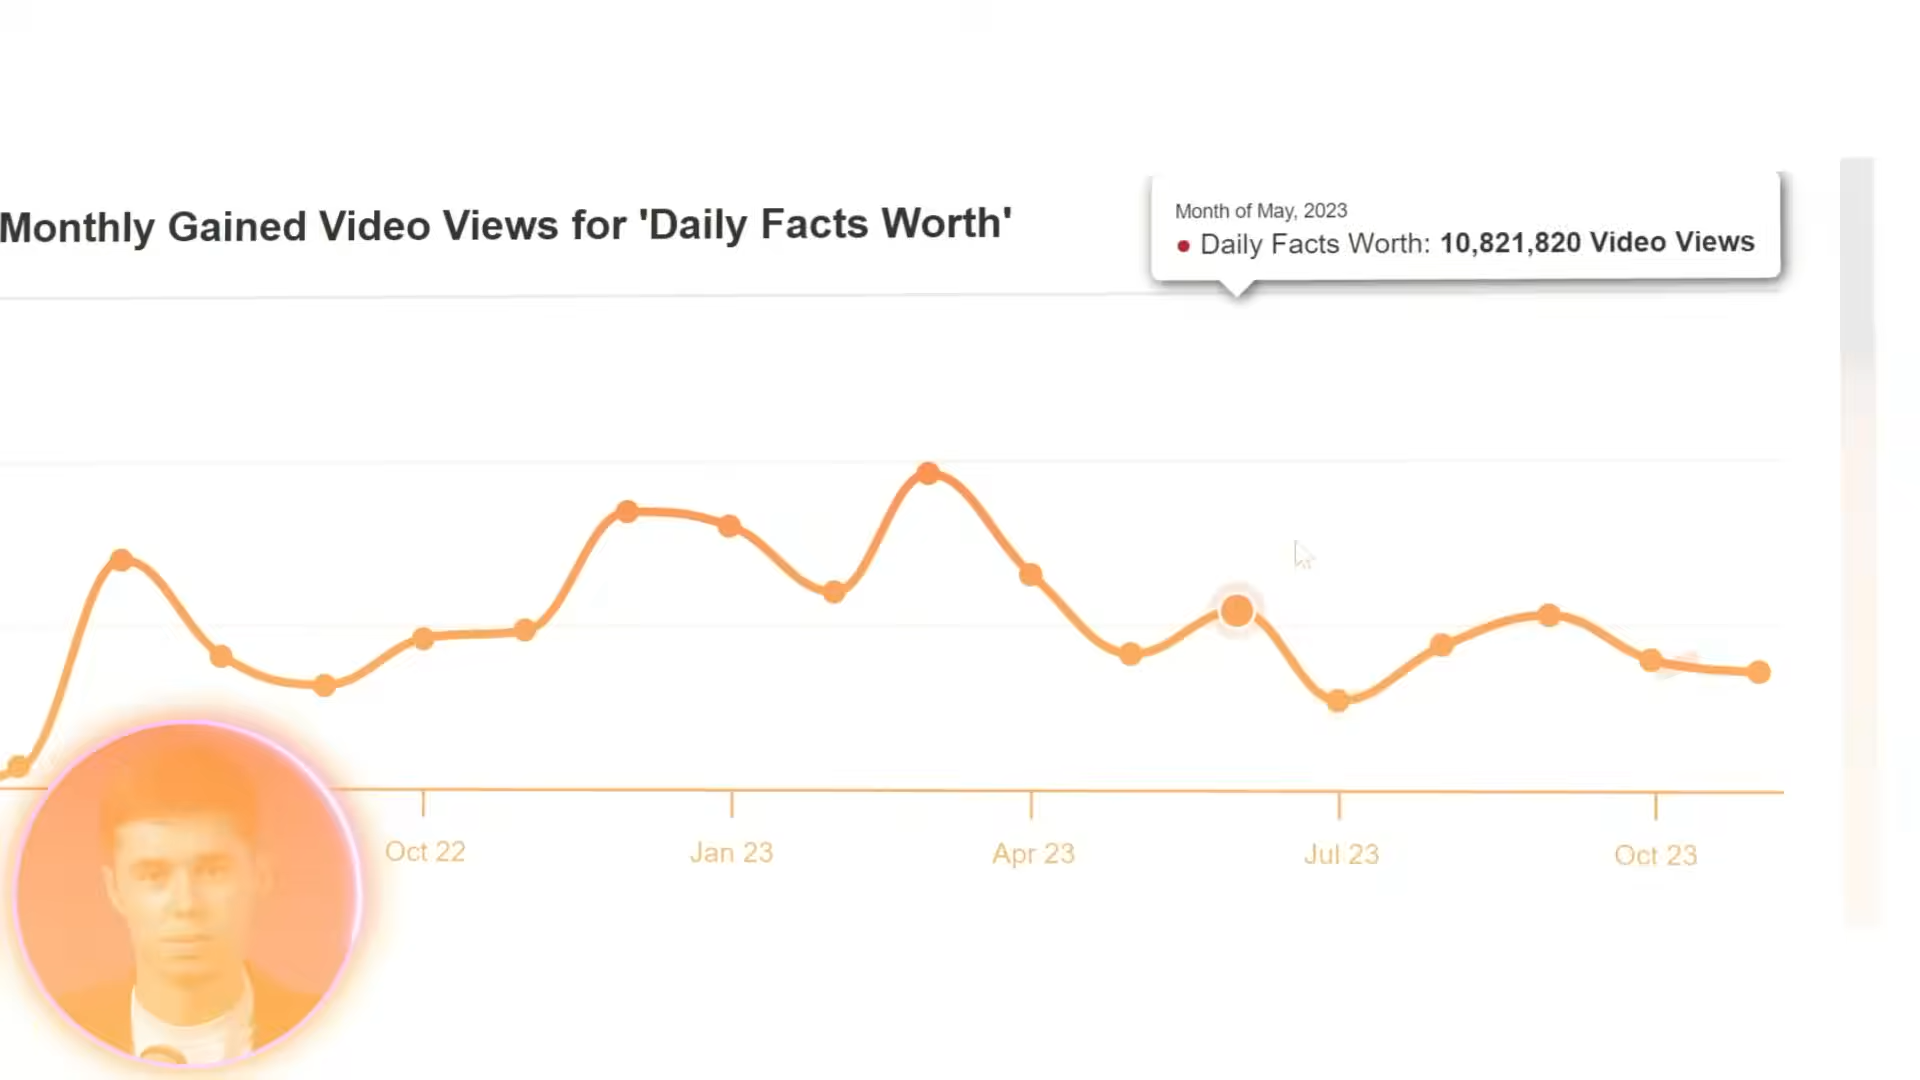 Monthly Gained Video Views for 'Daily Facts Worth'
Month of May, 2023
Daily Facts Worth: 10,821,820 Video Views
Oct 22
Jan 23
Apr 23
Jul 23
Oct 23